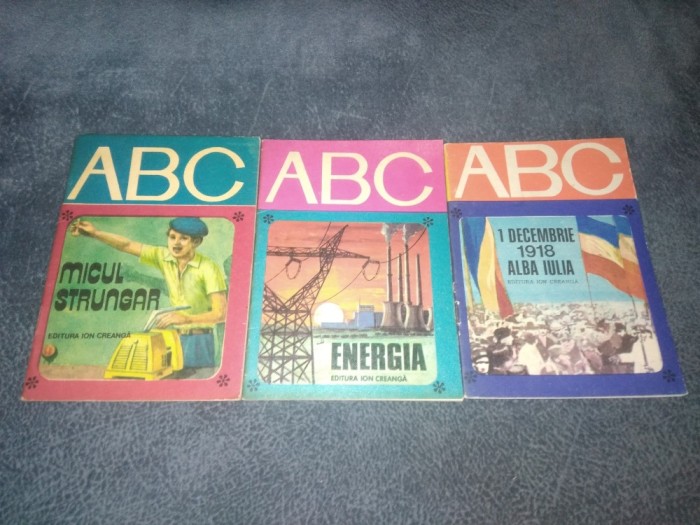 ABC
MICUL
STRUNGAR
EDITURA ION CREANGĂ
ABC
ENERGIA
EDITURA ION CREANGĂ
ABC
1 DECEMBRIE
1918
ALBA IULIA
EDITURA ION CREANGĂ